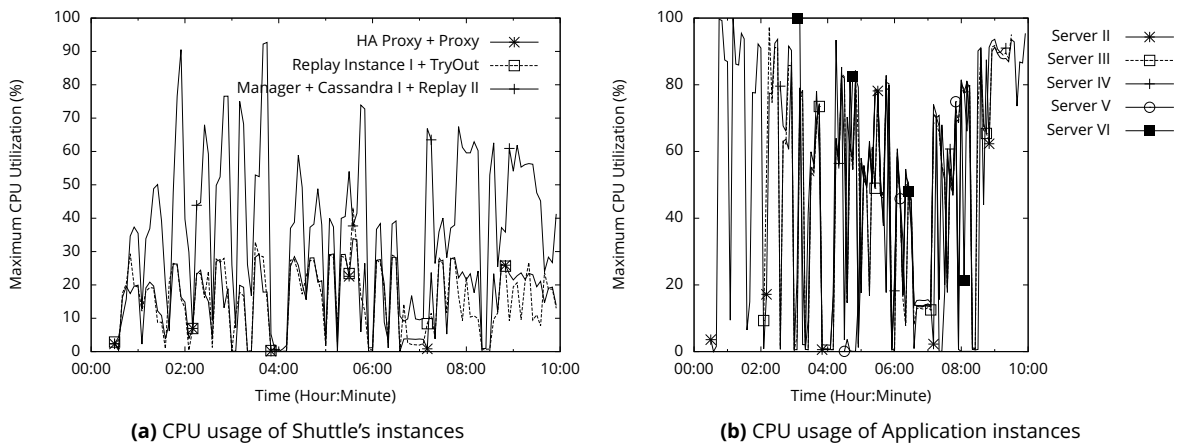 100
90
80
70
60
50
40
30
20
10
0
Maximum CPU Utilization (%)
HA Proxy + Proxy
Replay Instance I + TryOut
Manager + Cassandra I + Replay II
00:00 02:00 04:00 06:00 08:00 10:00
Time (Hour:Minute)
(a) CPU usage of Shuttle’s instances
100
80
60
40
20
0
Maximum CPU Utilization (%)
Server II
Server III
Server IV
Server V
Server VI
00:00 02:00 04:00 06:00 08:00 10:00
Time (Hour:Minute)
(b) CPU usage of Application instances